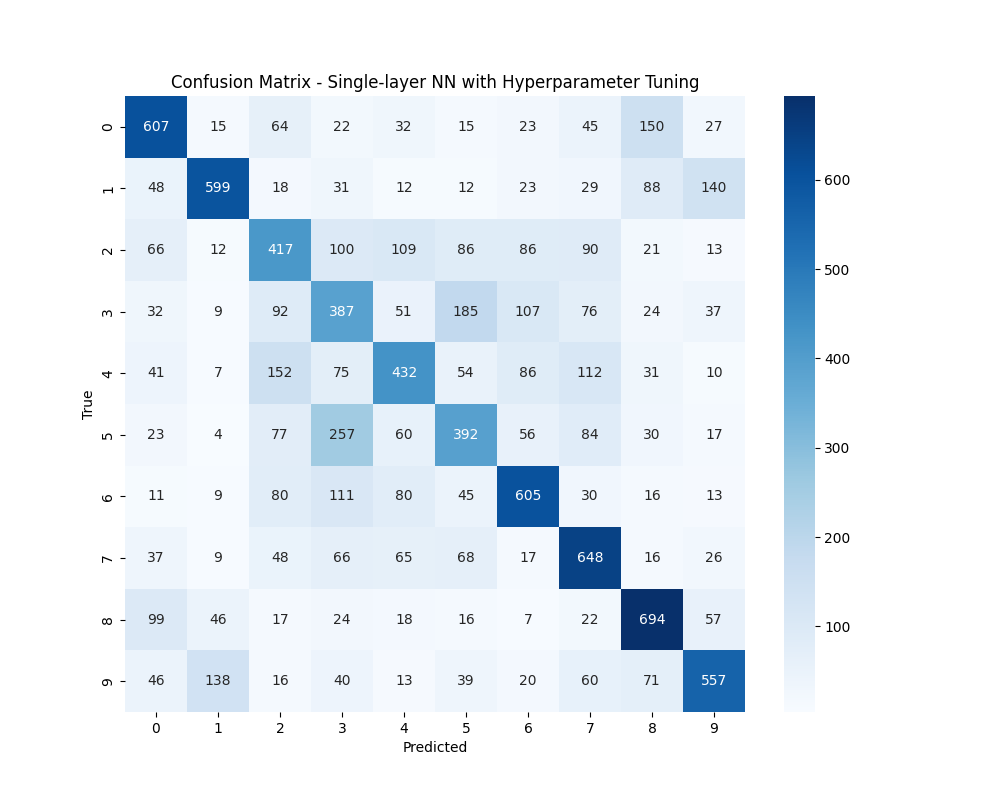 Confusion Matrix - Single-layer NN with Hyperparameter Tuning
0 607 15 64 22 32 15 23 45 150 27
1 48 599 18 31 12 12 23 29 88 140
2 66 12 417 100 109 86 86 90 21 13
3 32 9 92 387 51 185 107 76 24 37
4 41 7 152 75 432 54 86 112 31 10
5 23 4 77 257 60 392 56 84 30 17
6 11 9 80 111 80 45 605 30 16 13
7 37 9 48 66 65 68 17 648 16 26
8 99 46 17 24 18 16 7 22 694 57
9 46 138 16 40 13 39 20 60 71 557
0 1 2 3 4 5 6 7 8 9
Predicted
True
600
500
400
300
200
100